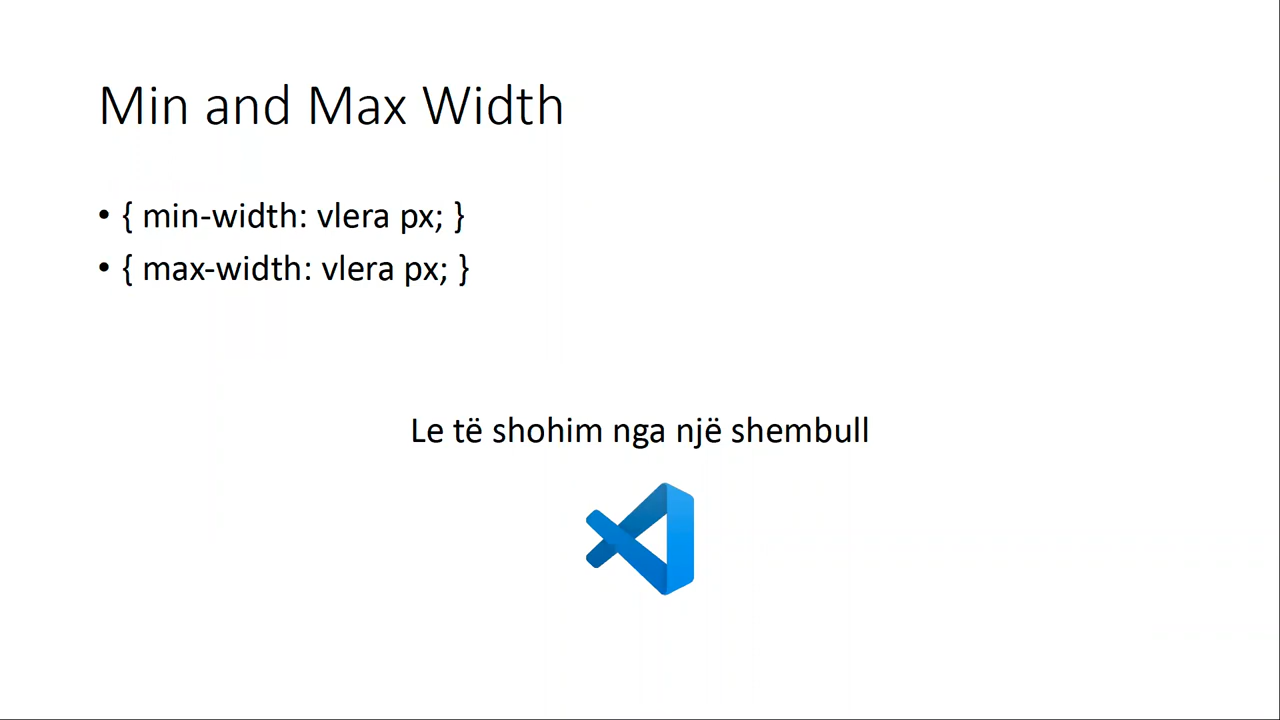 Min and Max Width
• { min-width: vlera px; }
• { max-width: vlera px; }
Le të shohim nga një shembull